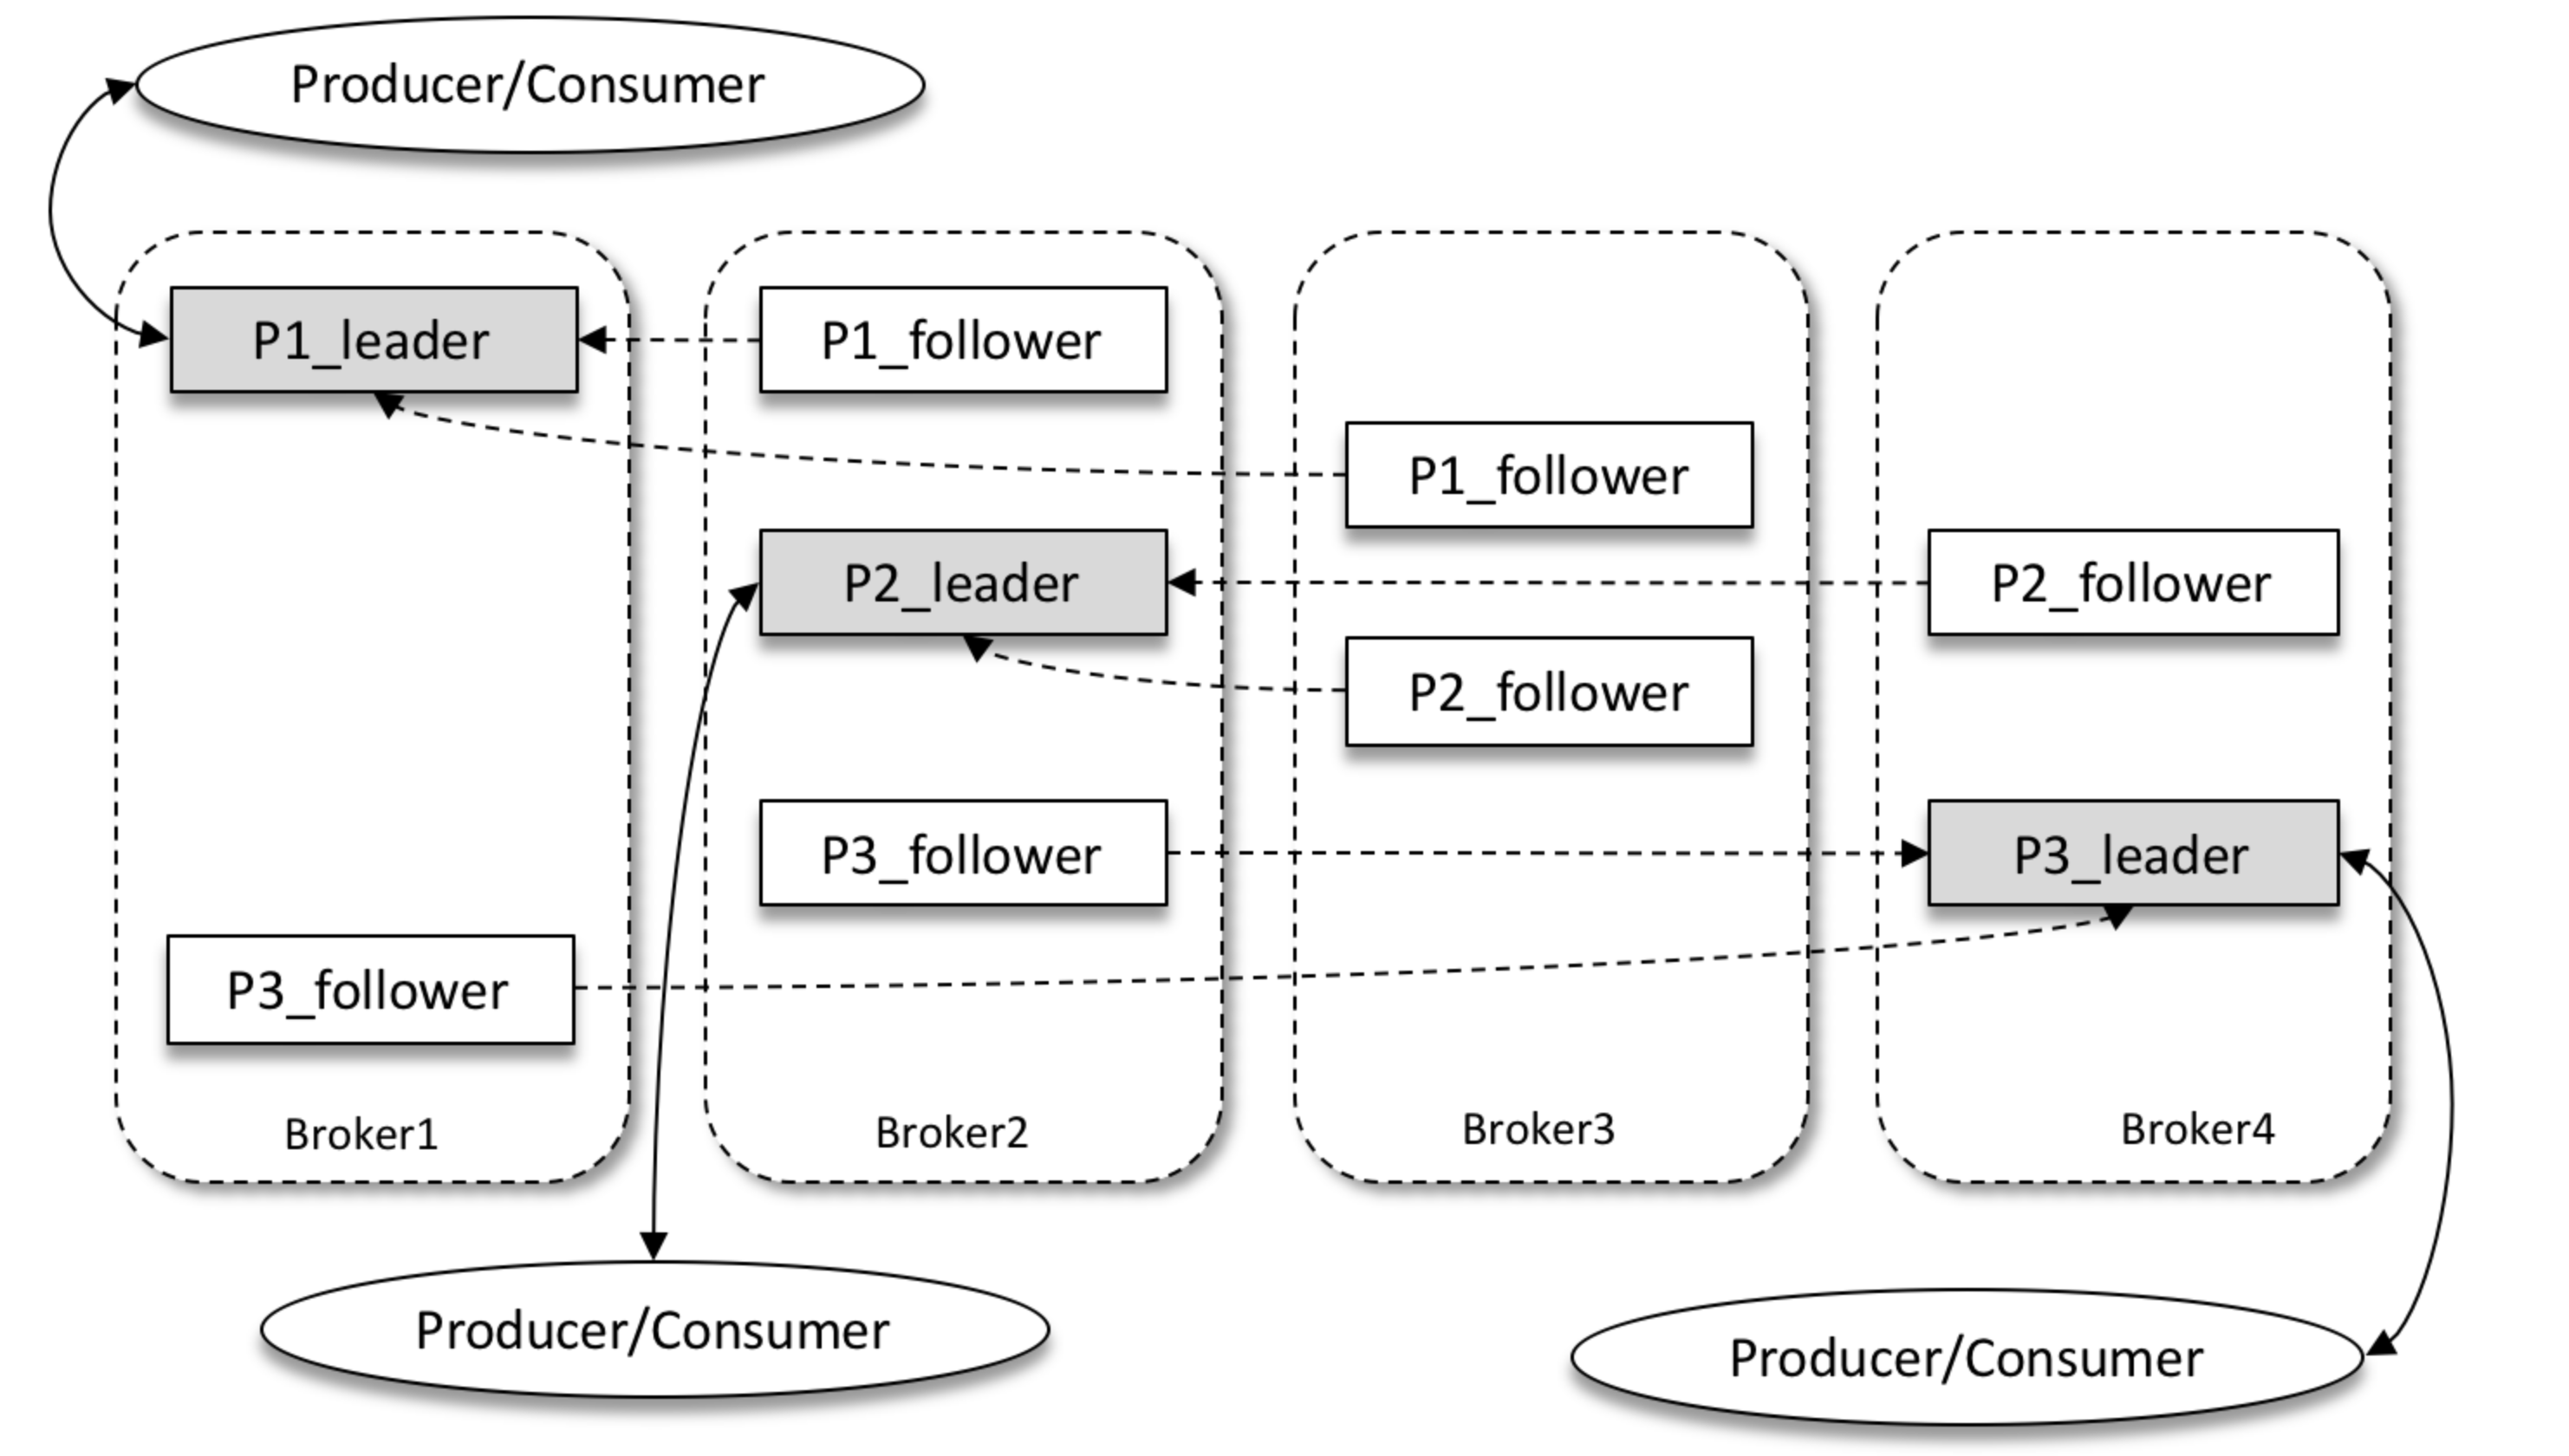 Producer/Consumer
P1_leader
P1_follower
P1_follower
P2_leader
P2_follower
P2_follower
P3_follower
P3_leader
P3_follower
Broker1
Broker2
Broker3
Broker4
Producer/Consumer
Producer/Consumer